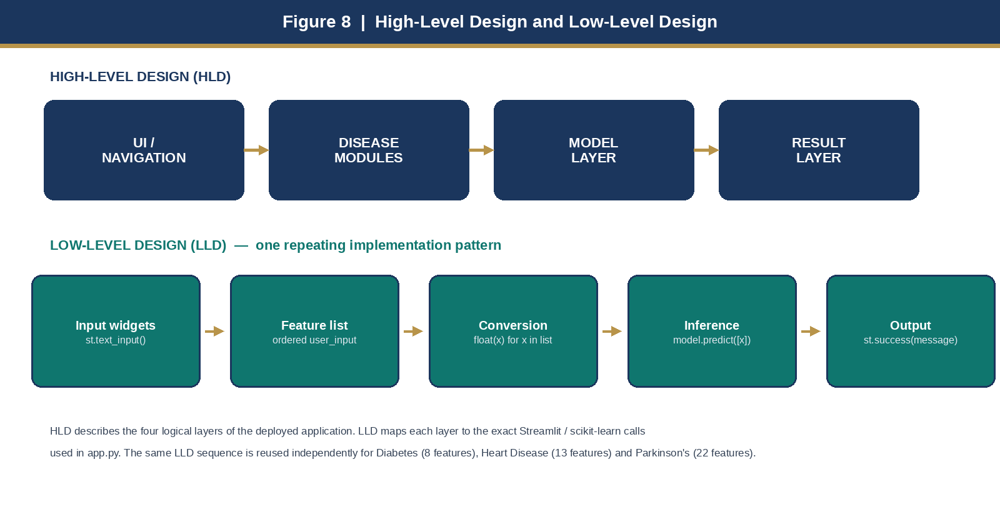 Figure 8 | High-Level Design and Low-Level Design
HIGH-LEVEL DESIGN (HLD)
UI /
NAVIGATION
DISEASE
MODULES
MODEL
LAYER
RESULT
LAYER
LOW-LEVEL DESIGN (LLD) — one repeating implementation pattern
Input widgets
st.text_input()
Feature list
ordered user_input
Conversion
float(x) for x in list
Inference
model.predict([x])
Output
st.success(message)
HLD describes the four logical layers of the deployed application. LLD maps each layer to the exact Streamlit / scikit-learn calls
used in app.py. The same LLD sequence is reused independently for Diabetes (8 features), Heart Disease (13 features) and Parkinson's (22 features).